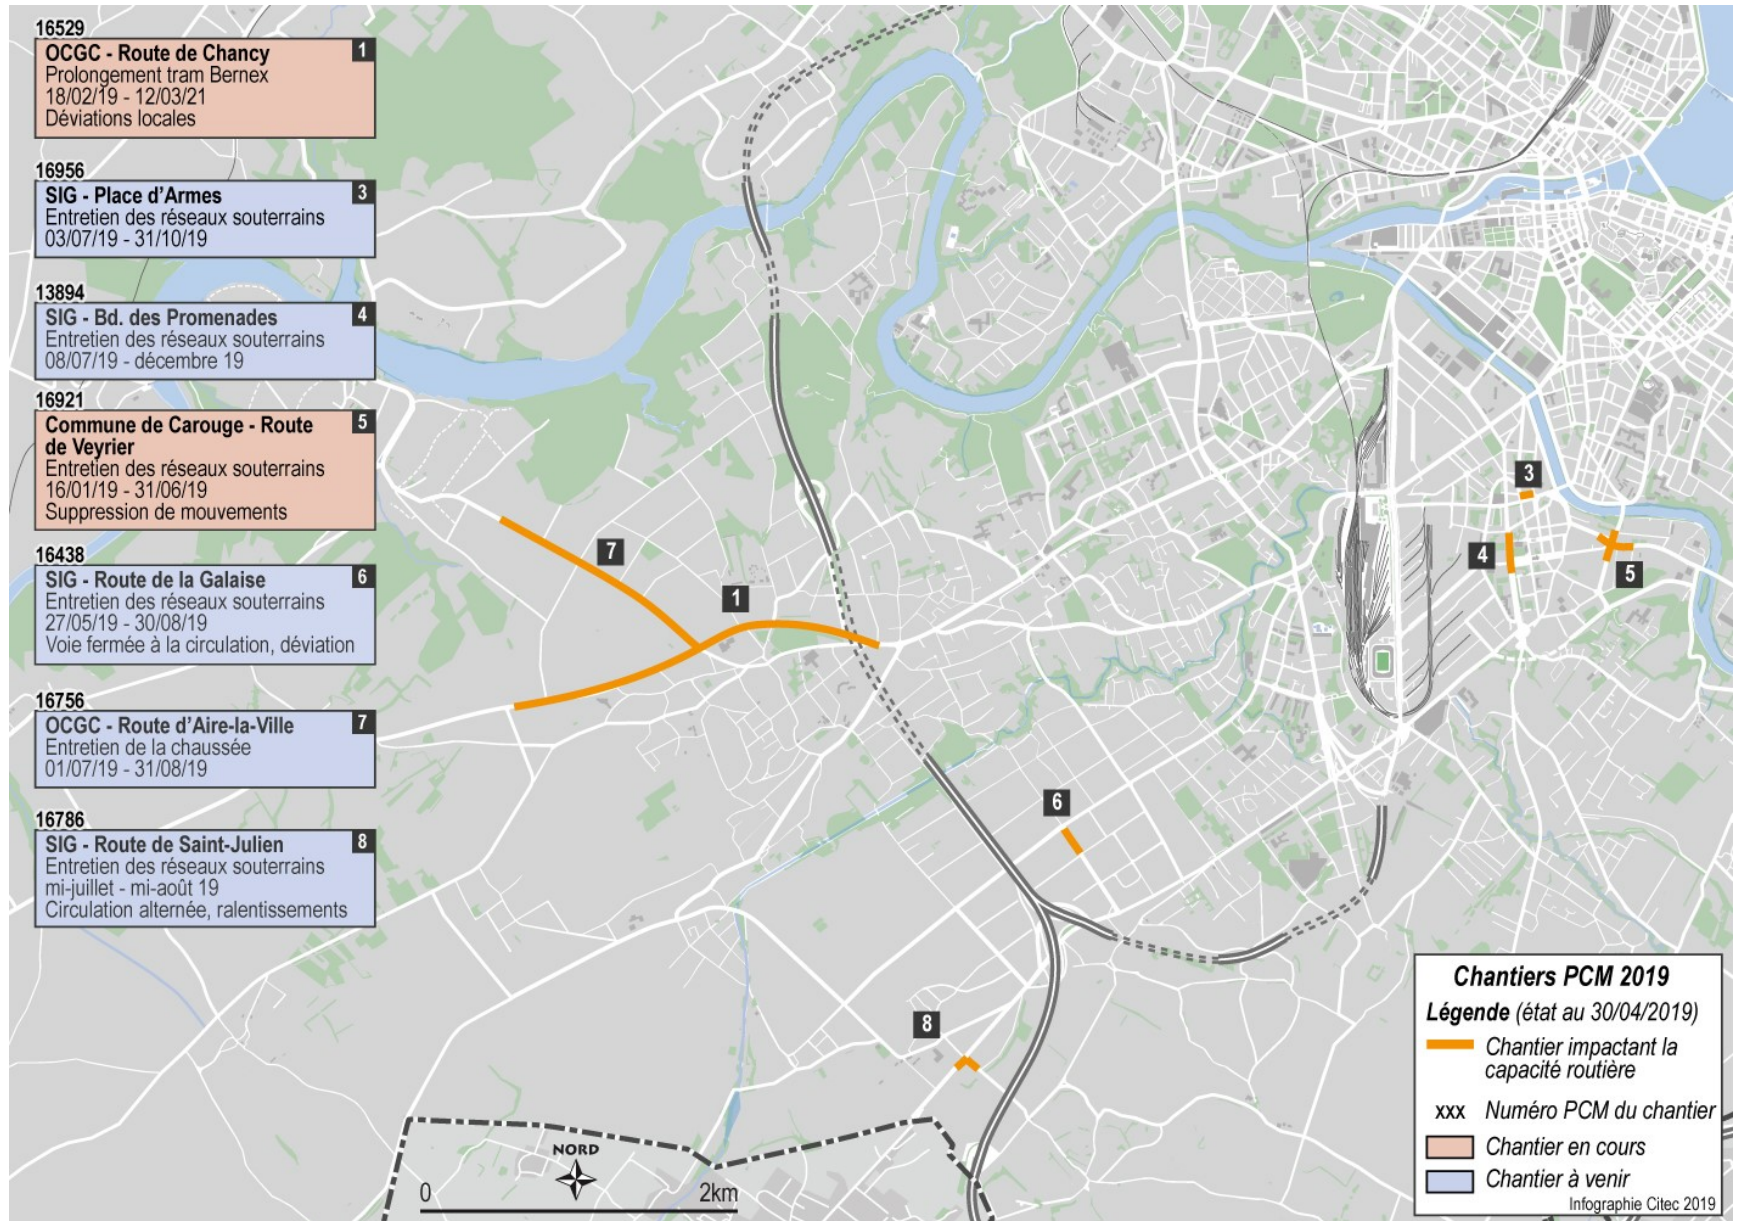 16529
OCGC - Route de Chancy 1
Prolongement tram Bernex
18/02/19 - 12/03/21
Déviations locales
16956
SIG - Place d'Armes 3
Entretien des réseaux souterrains
03/07/19 - 31/10/19
13894
SIG - Bd. des Promenades 4
Entretien des réseaux souterrains
08/07/19 - décembre 19
16921
Commune de Carouge - Route 5
de Veyrier
Entretien des réseaux souterrains
16/01/19 - 31/06/19
Suppression de mouvements
16438
SIG - Route de la Galaise 6
Entretien des réseaux souterrains
27/05/19 - 30/08/19
Voie fermée à la circulation, déviation
16756
OCGC - Route d'Aire-la-Ville 7
Entretien de la chaussée
01/07/19 - 31/08/19
16786
SIG - Route de Saint-Julien 8
Entretien des réseaux souterrains
mi-juillet - mi-août 19
Circulation alternée, ralentissements
3
4
5
7
1
6
8
NORD
0 2km
Chantiers PCM 2019
Légende (état au 30/04/2019)
Chantier impactant la
capacité routière
xxx Numéro PCM du chantier
Chantier en cours
Chantier à venir
Infographie Citec 2019